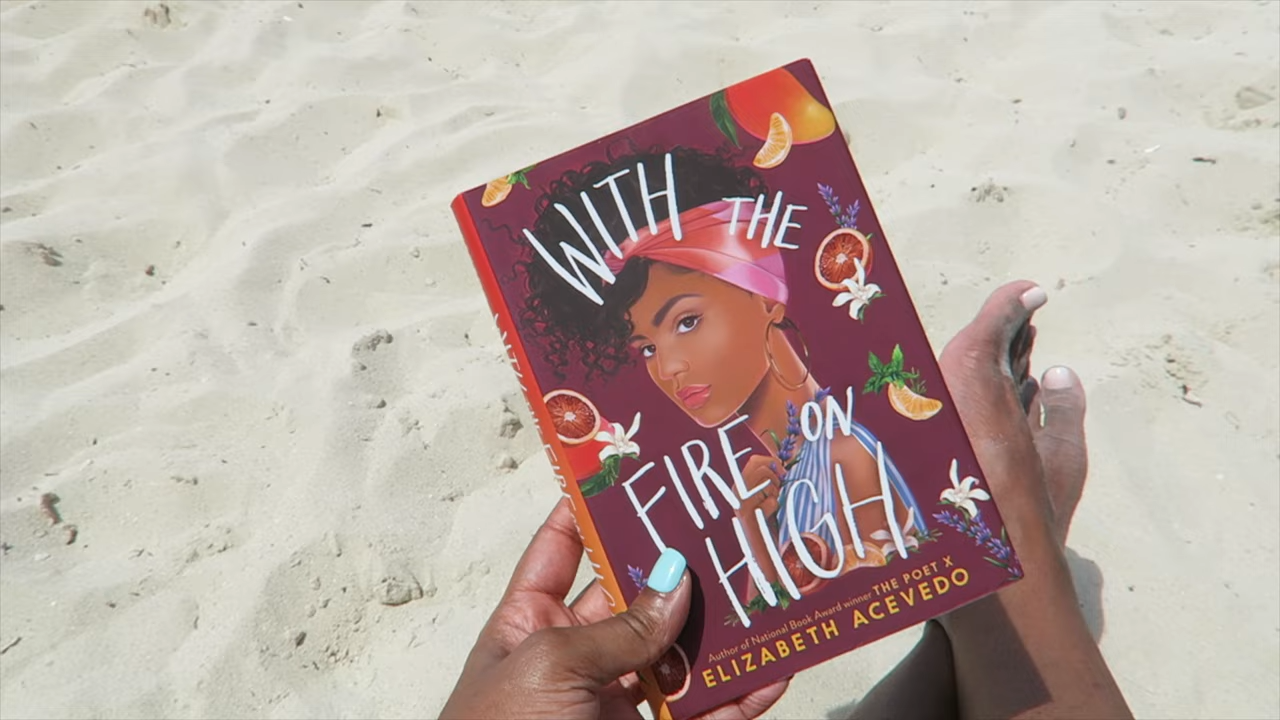 WITH THE
FIRE ON
HIGH
Author of National Book Award winner THE POET X
ELIZABETH ACEVEDO